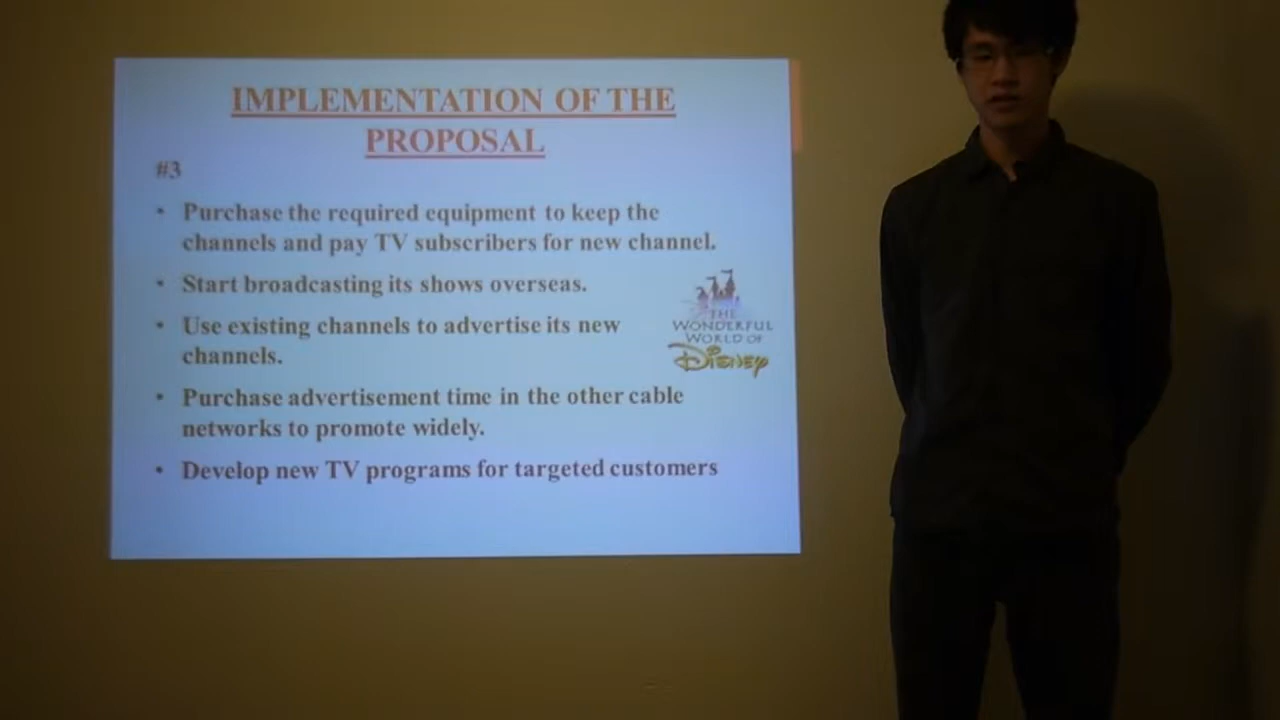 IMPLEMENTATION OF THE
PROPOSAL
#3
• Purchase the required equipment to keep the
channels and pay TV subscribers for new channel.
• Start broadcasting its shows overseas.
• Use existing channels to advertise its new
channels.
• Purchase advertisement time in the other cable
networks to promote widely.
• Develop new TV programs for targeted customers
THE
WONDERFUL
WORLD OF
DISNEY